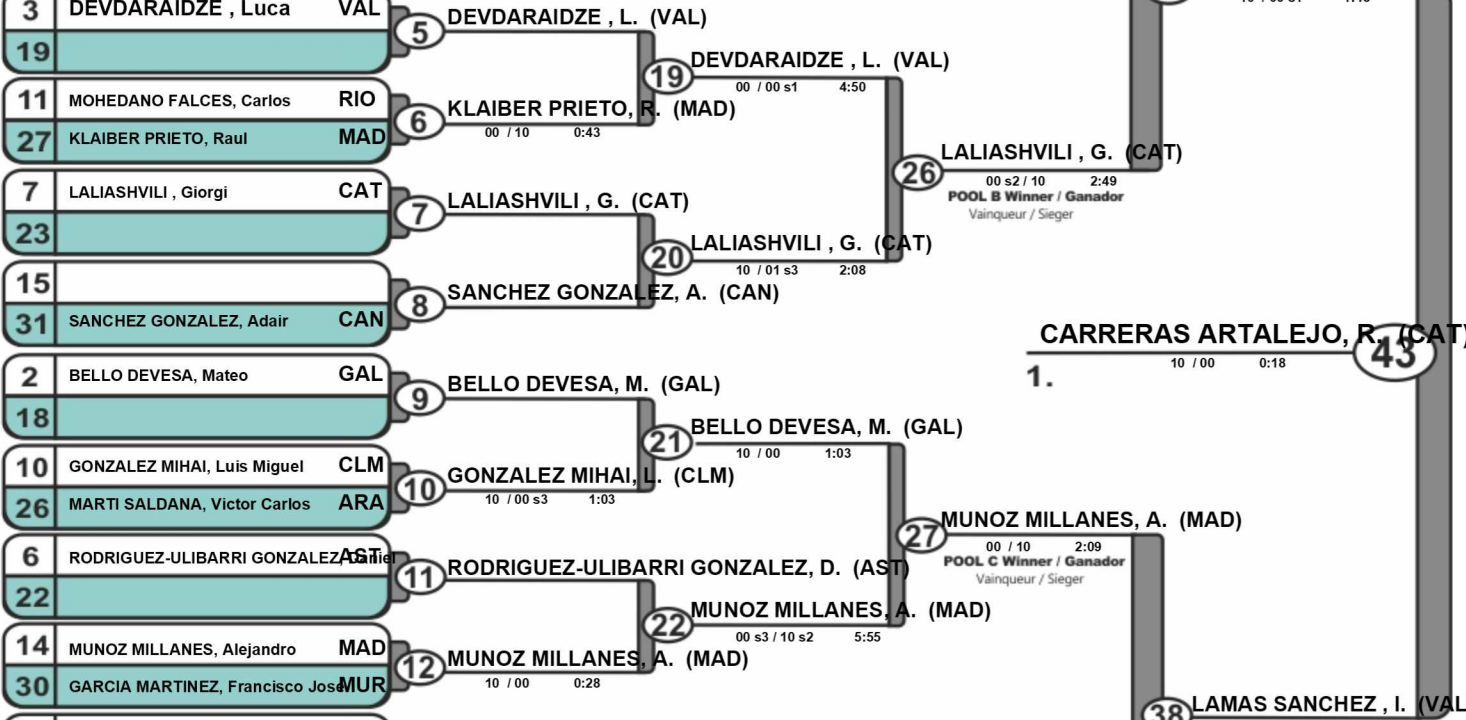 3 DEVDARAIDZE , Luca VAL
19
5 DEVDARAIDZE , L. (VAL)
19 DEVDARAIDZE , L. (VAL)
00 / 00 s1 4:50
11 MOHEDANO FALCES, Carlos RIO
27 KLAIBER PRIETO, Raul MAD
6 KLAIBER PRIETO, R. (MAD)
00 / 10 0:43
26 LALIASHVILI , G. (CAT)
00 s2 / 10 2:49
POOL B Winner / Ganador
Vainqueur / Sieger
7 LALIASHVILI , Giorgi CAT
23
7 LALIASHVILI , G. (CAT)
20 LALIASHVILI , G. (CAT)
10 / 01 s3 2:08
15
31 SANCHEZ GONZALEZ, Adair CAN
8 SANCHEZ GONZALEZ, A. (CAN)
CARRERAS ARTALEJO, R. (CAT)
43
10 / 00 0:18
1.
2 BELLO DEVESA, Mateo GAL
18
9 BELLO DEVESA, M. (GAL)
21 BELLO DEVESA, M. (GAL)
10 / 00 1:03
10 GONZALEZ MIHAI, Luis Miguel CLM
26 MARTI SALDANA, Victor Carlos ARA
10 GONZALEZ MIHAI, L. (CLM)
10 / 00 s3 1:03
27 MUNOZ MILLANES, A. (MAD)
00 / 10 2:09
POOL C Winner / Ganador
Vainqueur / Sieger
6 RODRIGUEZ-ULIBARRI GONZALEZ, Daniel AST
22
11 RODRIGUEZ-ULIBARRI GONZALEZ, D. (AST)
22 MUNOZ MILLANES, A. (MAD)
00 s3 / 10 s2 5:55
14 MUNOZ MILLANES, Alejandro MAD
30 GARCIA MARTINEZ, Francisco Jose MUR
12 MUNOZ MILLANES, A. (MAD)
10 / 00 0:28
38 LAMAS SANCHEZ , I. (VAL